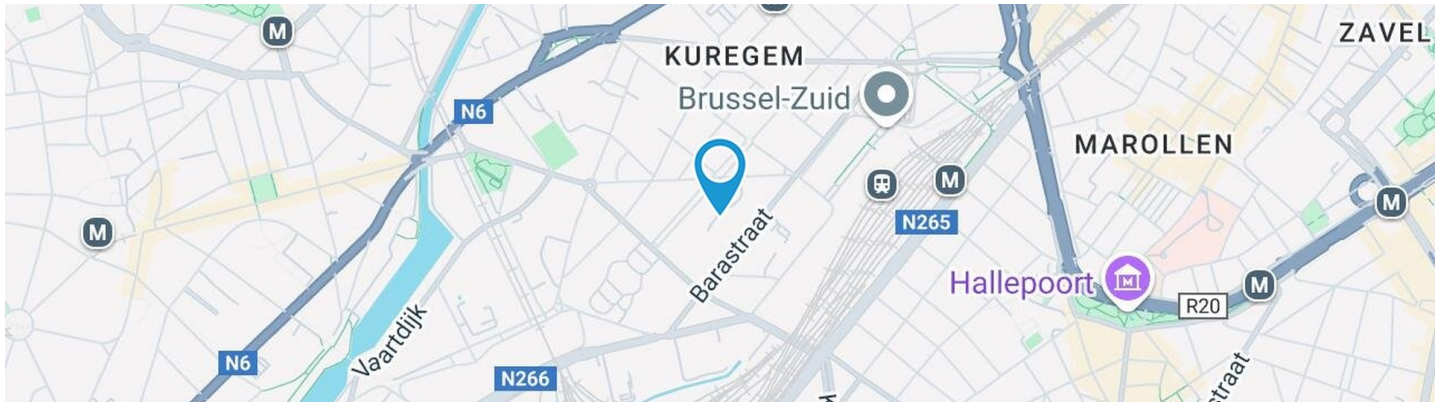 M
M
ZAVEL
KUREGEM
Brussel-Zuid
N6
MAROLLEN
M
M
M
N265
Barastraat
Hallepoort
M
R20
Vaartdijk
N6
N266
straat